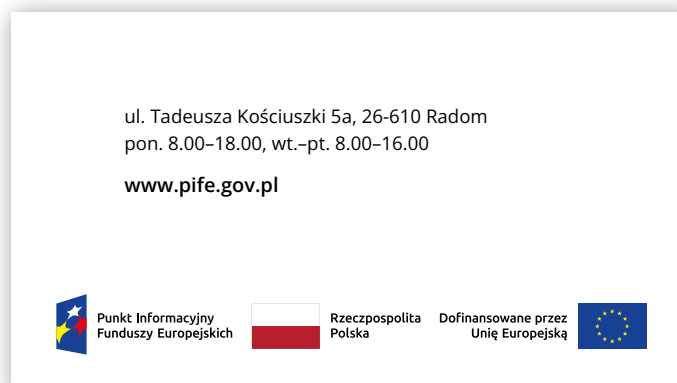 ul. Tadeusza Kościuszki 5a, 26-610 Radom
pon. 8.00–18.00, wt.–pt. 8.00–16.00
www.pife.gov.pl
Punkt Informacyjny
Funduszy Europejskich
Rzeczpospolita
Polska
Dofinansowane przez
Unię Europejską